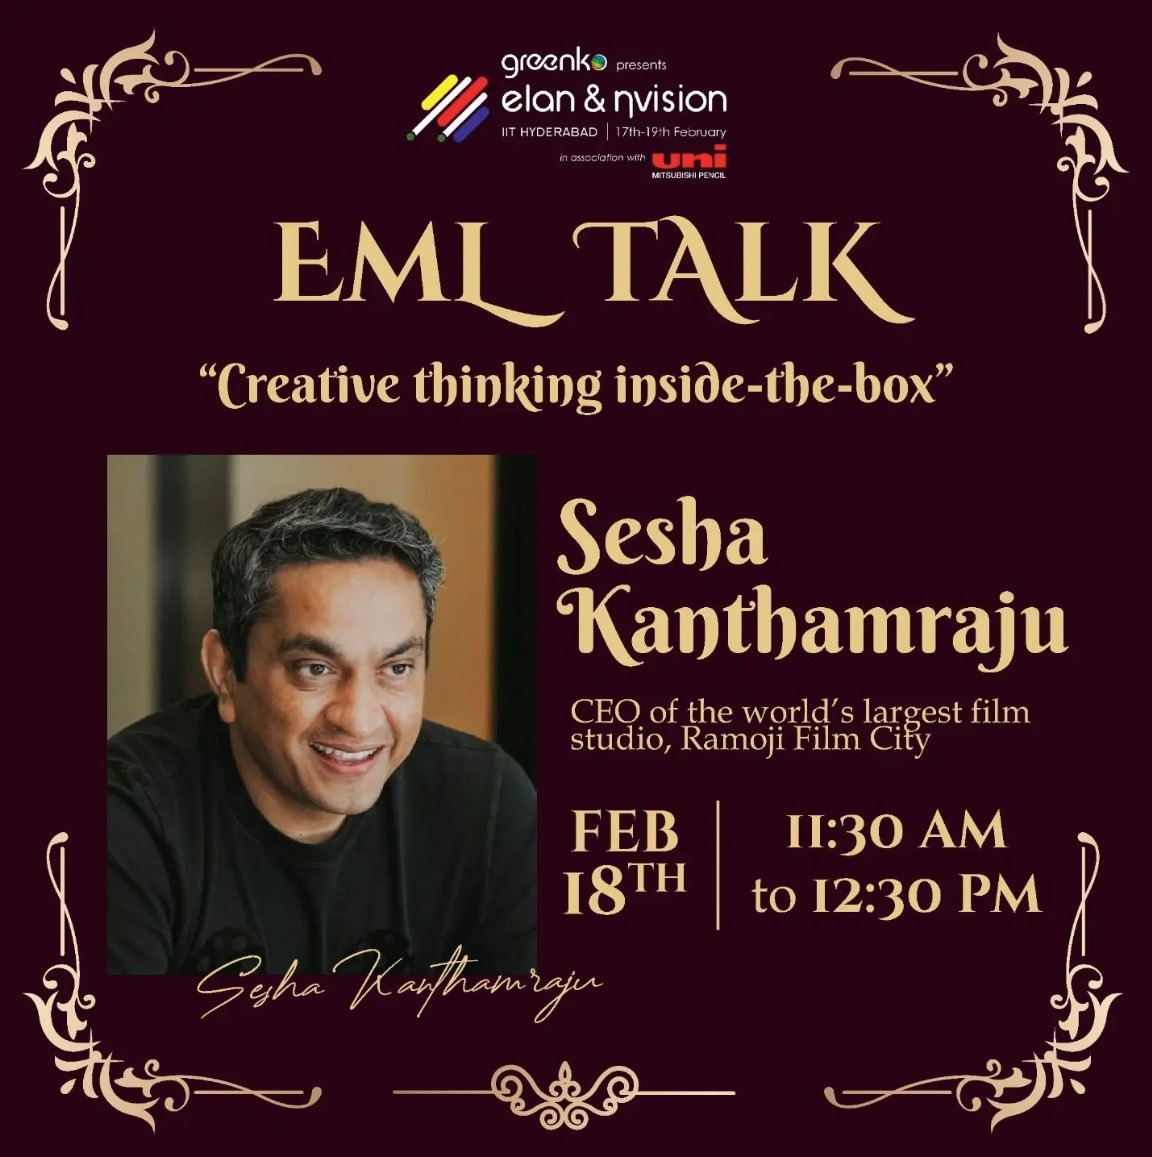 greenko presents
elan & ηvision
IIT HYDERABAD | 17th-19th February
in association with uni
MITSUBISHI PENCIL
EML TALK
“Creative thinking inside-the-box”
Sesha
Kanthamraju
CEO of the world’s largest film
studio, Ramoji Film City
FEB
18TH
11:30 AM
to 12:30 PM
Sesha Kanthamraju